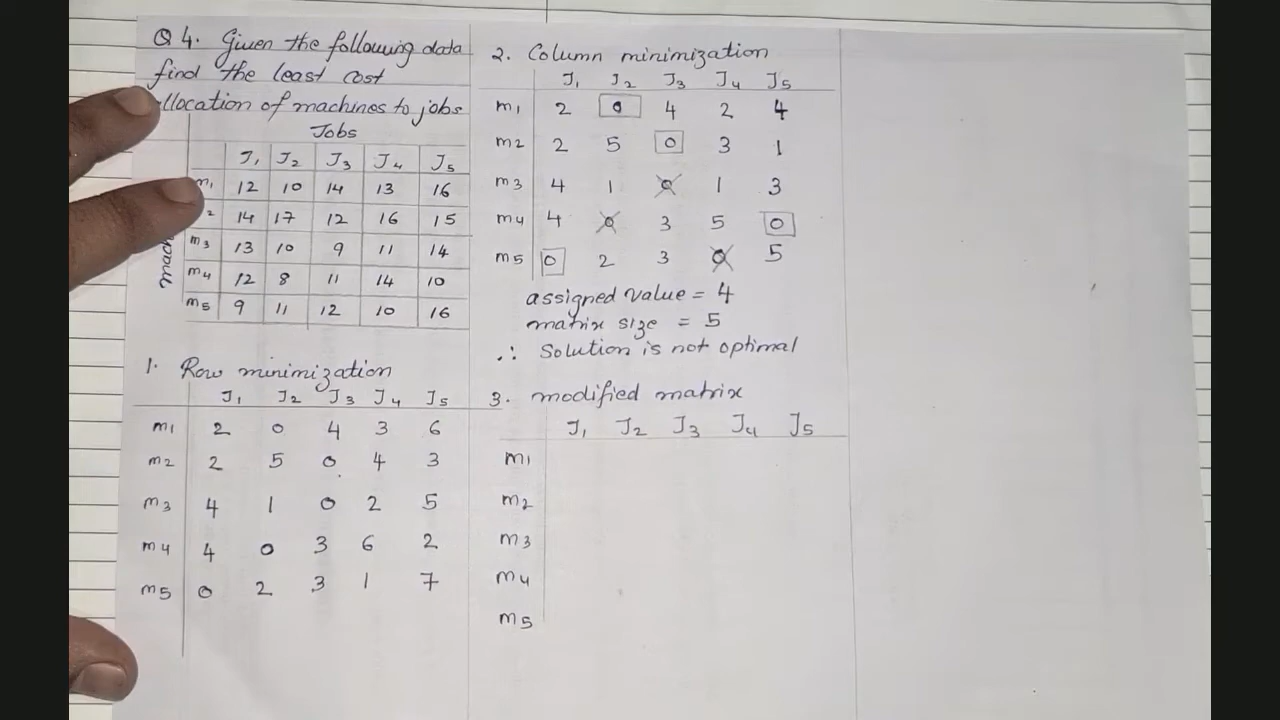 Q 4. Given the following data
find the least cost
allocation of machines to jobs
Jobs
J1 J2 J3 J4 J5
m1 12 10 14 13 16
2 14 17 12 16 15
m3 13 10 9 11 14
m4 12 8 11 14 10
m5 9 11 12 10 16
1. Row minimization
J1 J2 J3 J4 J5
m1 2 0 4 3 6
m2 2 5 0 4 3
m3 4 1 0 2 5
m4 4 0 3 6 2
m5 0 2 3 1 7
2. Column minimization
J1 J2 J3 J4 J5
m1 2 0 4 2 4
m2 2 5 0 3 1
m3 4 1 0 1 3
m4 4 0 3 5 0
m5 0 2 3 0 5
assigned value = 4
matrix size = 5
∴ Solution is not optimal
3. modified matrix
J1 J2 J3 J4 J5
m1
m2
m3
m4
m5